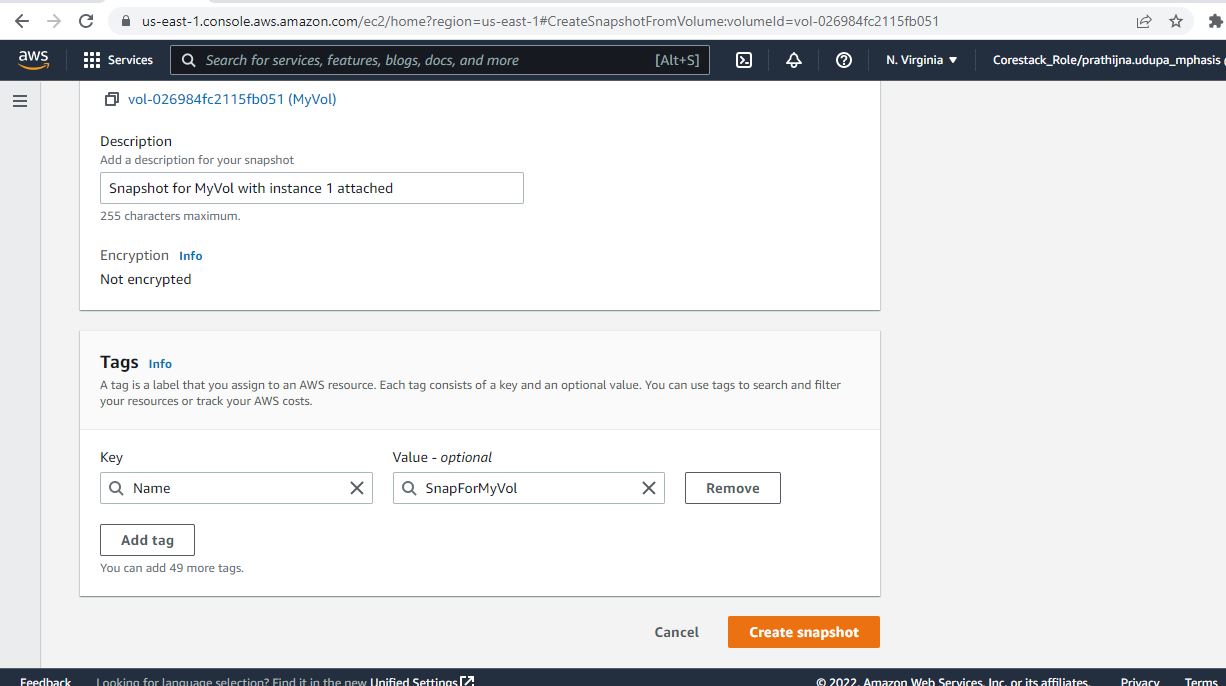 us-east-1.console.aws.amazon.com/ec2/home?region=us-east-1#CreateSnapshotFromVolume:volumeId=vol-026984fc2115fb051
aws Services Search for services, features, blogs, docs, and more [Alt+S] N. Virginia ▼ Corestack_Role/prathijna.udupa_mphasis
vol-026984fc2115fb051 (MyVol)
Description
Add a description for your snapshot
Snapshot for MyVol with instance 1 attached
255 characters maximum.
Encryption Info
Not encrypted
Tags Info
A tag is a label that you assign to an AWS resource. Each tag consists of a key and an optional value. You can use tags to search and filter
your resources or track your AWS costs.
Key Value - optional
Name SnapForMyVol Remove
Add tag
You can add 49 more tags.
Cancel Create snapshot
Feedback Looking for language selection? Find it in the new Unified Settings © 2022, Amazon Web Services, Inc. or its affiliates. Privacy Terms